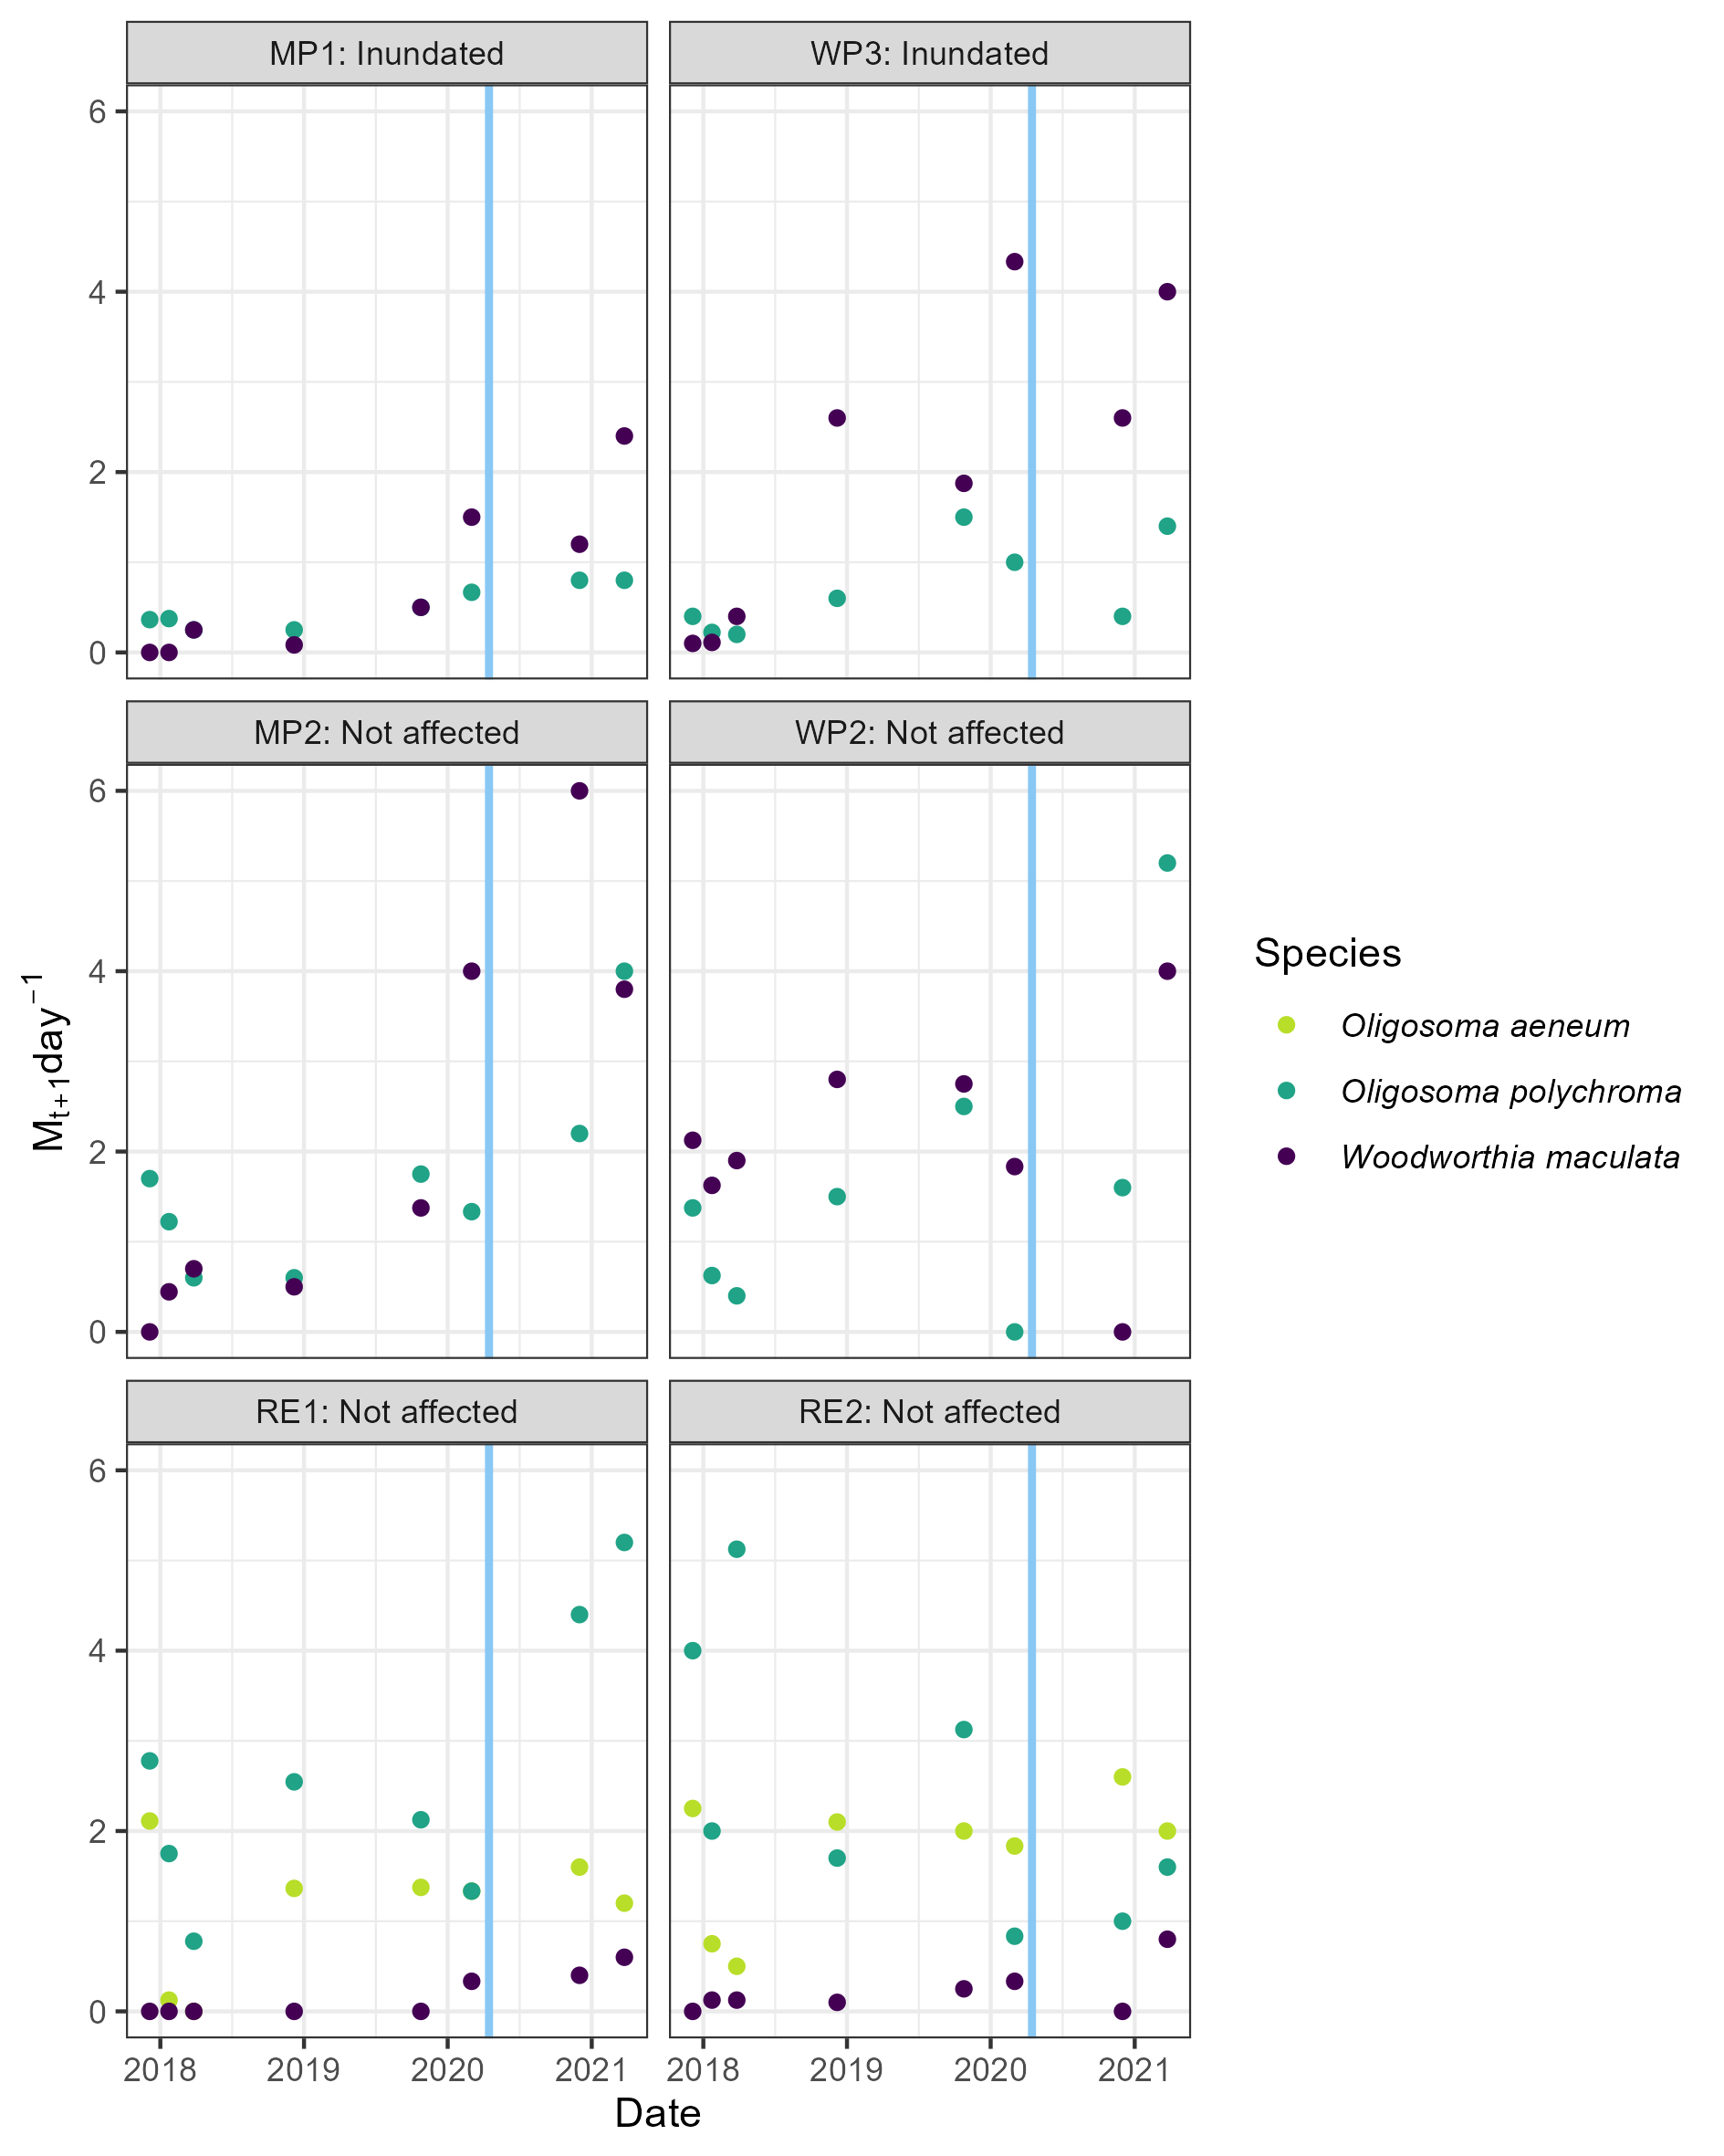 MP1: Inundated
WP3: Inundated
6
4
2
0
MP2: Not affected
WP2: Not affected
6
4
2
0
RE1: Not affected
RE2: Not affected
6
4
2
0
2018 2019 2020 2021
2018 2019 2020 2021
Date
Mt+1day−1
Species
Oligosoma aeneum
Oligosoma polychroma
Woodworthia maculata